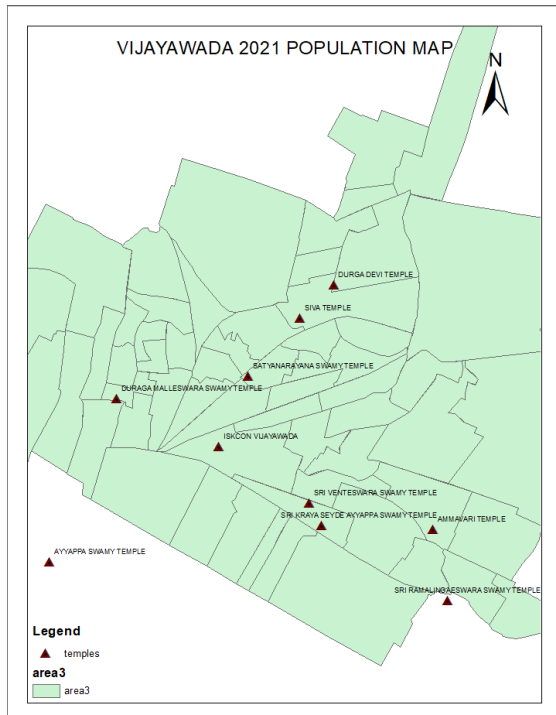 VIJAYAWADA 2021 POPULATION MAP
N
DURGA DEVI TEMPLE
SIVA TEMPLE
SATYANARAYANA SWAMY TEMPLE
DURAGA MALLESWARA SWAMY TEMPLE
ISKCON VIJAYAWADA
SRI VENTESWARA SWAMY TEMPLE
SRI KRAYA SEYDE AYYAPPA SWAMY TEMPLE
AMMAVARI TEMPLE
AYYAPPA SWAMY TEMPLE
SRI RAMALINGAESWARA SWAMY TEMPLE
Legend
temples
area3
area3